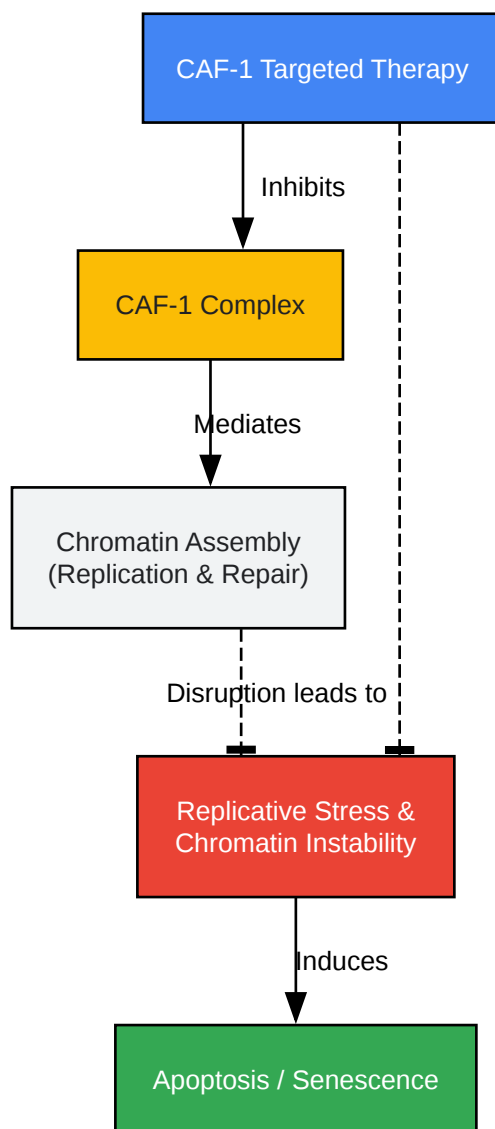 CAF-1 Targeted Therapy
Inhibits
CAF-1 Complex
Mediates
Chromatin Assembly
(Replication & Repair)
Disruption leads to
Replicative Stress &
Chromatin Instability
Induces
Apoptosis / Senescence